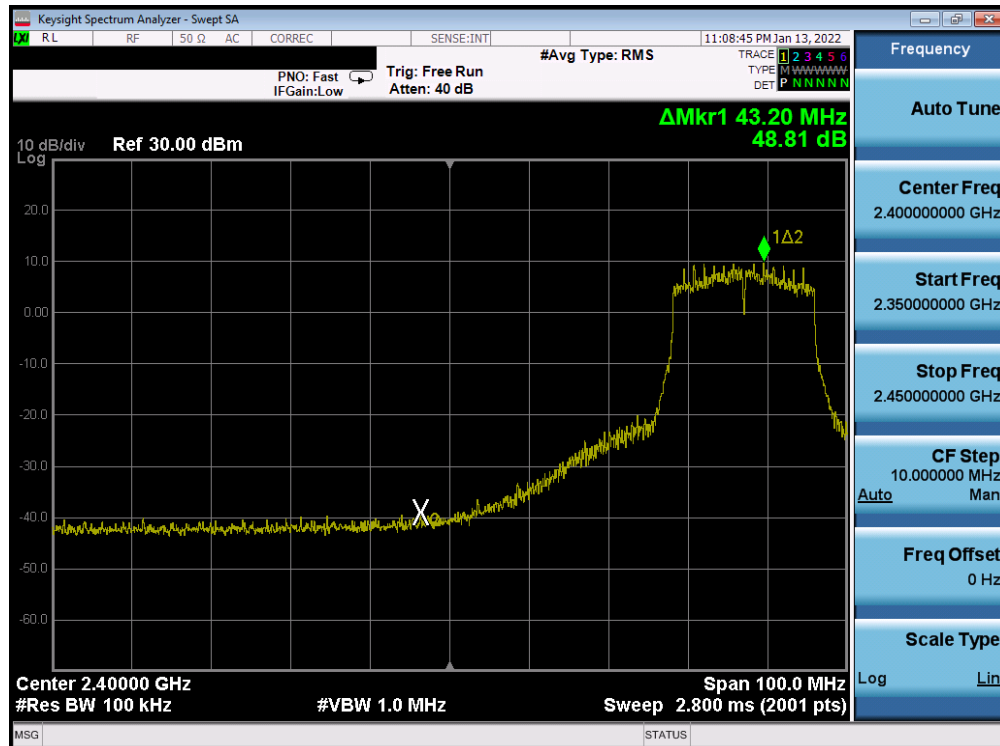 Keysight Spectrum Analyzer - Swept SA
LXI RL RF 50 Ω AC CORREC SENSE:INT 11:08:45 PM Jan 13, 2022
#Avg Type: RMS
TRACE 1 2 3 4 5 6
PNO: Fast Trig: Free Run
TYPE M WWWWW
IFGain:Low Atten: 40 dB
DET P N N N N N
ΔMkr1 43.20 MHz
48.81 dB
10 dB/div Ref 30.00 dBm
Log
20.0
10.0
0.00
-10.0
-20.0
-30.0
-40.0
-50.0
-60.0
1Δ2
X2
Center 2.40000 GHz Span 100.0 MHz
#Res BW 100 kHz #VBW 1.0 MHz Sweep 2.800 ms (2001 pts)
MSG STATUS
Frequency
Auto Tune
Center Freq
2.400000000 GHz
Start Freq
2.350000000 GHz
Stop Freq
2.450000000 GHz
CF Step
10.000000 MHz
Auto Man
Freq Offset
0 Hz
Scale Type
Log Lin